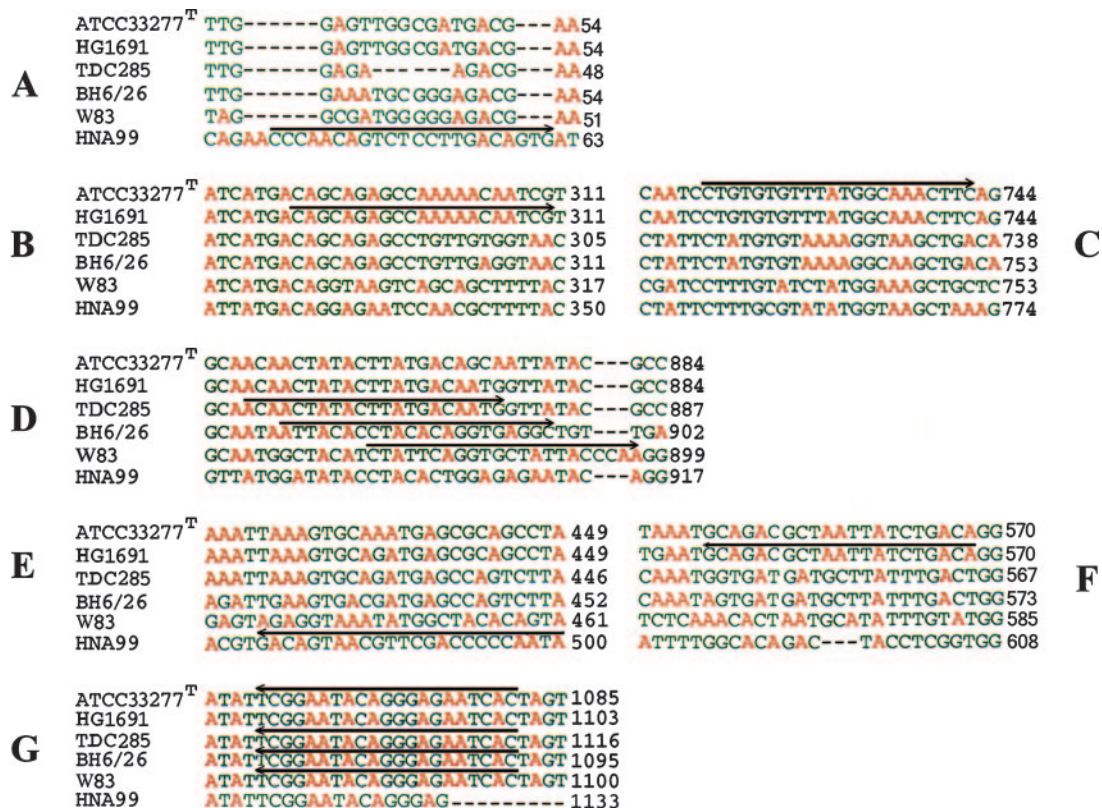 A
ATCC33277T TTG------GAGTTGGCGATGACG---AA 54
HG1691 TTG------GAGTTGGCGATGACG---AA 54
TDC285 TTG------GAGA------AGACG---AA 48
BH6/26 TTG------GAAATGCGGGAGACG---AA 54
W83 TAG------GCGATGGGGGAGACG---AA 51
HNA99 CAGAACCCAACAGTCTCCTTGACAGTGAT 63
B
ATCC33277T ATCATGACAGCAGAGCCAAAAACAATCGT 311
HG1691 ATCATGACAGCAGAGCCAAAAACAATCGT 311
TDC285 ATCATGACAGCAGAGCCTGTTGTGGTAAC 305
BH6/26 ATCATGACAGCAGAGCCTGTTGAGGTAAC 311
W83 ATCATGACAGGTAAGTCAGCAGCTTTTAC 317
HNA99 ATTATGACAGGAGAATCCAACGCTTTTAC 350
C
CAATCCTGTGTGTTTATGGCAAACTTCAG 744
CAATCCTGTGTGTTTATGGCAAACTTCAG 744
CTATTCTATGTGTAAAAGGTAAGCTGACA 738
CTATTCTATGTGTAAAAGGCAAGCTGACA 753
CGATCCTTTGTATCTATGGAAAGCTGCTC 753
CTATTCTTTGCGTATATGGTAAGCTAAAG 774
D
ATCC33277T GCAACAACTATACTTATGACAGCAATTATAC---GCC 884
HG1691 GCAACAACTATACTTATGACAATGGTTATAC---GCC 884
TDC285 GCAACAACTATACTTATGACAATGGTTATAC---GCC 887
BH6/26 GCAATAATTACACCTACACAGGTGAGGCTGT---TGA 902
W83 GCAATGGCTACATCTATTCAGGTGCTATTACCCAAGG 899
HNA99 GTTATGGATATACCTACACTGGAGAGAATAC---AGG 917
E
ATCC33277T AAATTAAAGTGCAAATGAGCGCAGCCTA 449
HG1691 AAATTAAAGTGCAGATGAGCGCAGCCTA 449
TDC285 AAATTAAAGTGCAGATGAGCCAGTCTTA 446
BH6/26 AGATTGAAGTGACGATGAGCCAGTCTTA 452
W83 GAGTAGAGGTAAATATGGCTACACAGTA 461
HNA99 ACGTGACAGTAACGTTCGACCCCCAATA 500
F
TAAATGCAGACGCTAATTATCTGACAGG 570
TGAATGCAGACGCTAATTATCTGACAGG 570
CAAATGGTGATGATGCTTATTTGACTGG 567
CAAATAGTGATGATGCTTATTTGACTGG 573
TCTCAAACACTAATGCATATTTGTATGG 585
ATTTTGGCACAGAC---TACCTCGGTGG 608
G
ATCC33277T ATATTCGGAATACAGGGAGAATCACTAGT 1085
HG1691 ATATTCGGAATACAGGGAGAATCACTAGT 1103
TDC285 ATATTCGGAATACAGGGAGAATCACTAGT 1116
BH6/26 ATATTCGGAATACAGGGAGAATCACTAGT 1095
W83 ATATTCGGAATACAGGGAGAATCACTAGT 1100
HNA99 ATATTCGGAATACAGGGAG---------- 1133